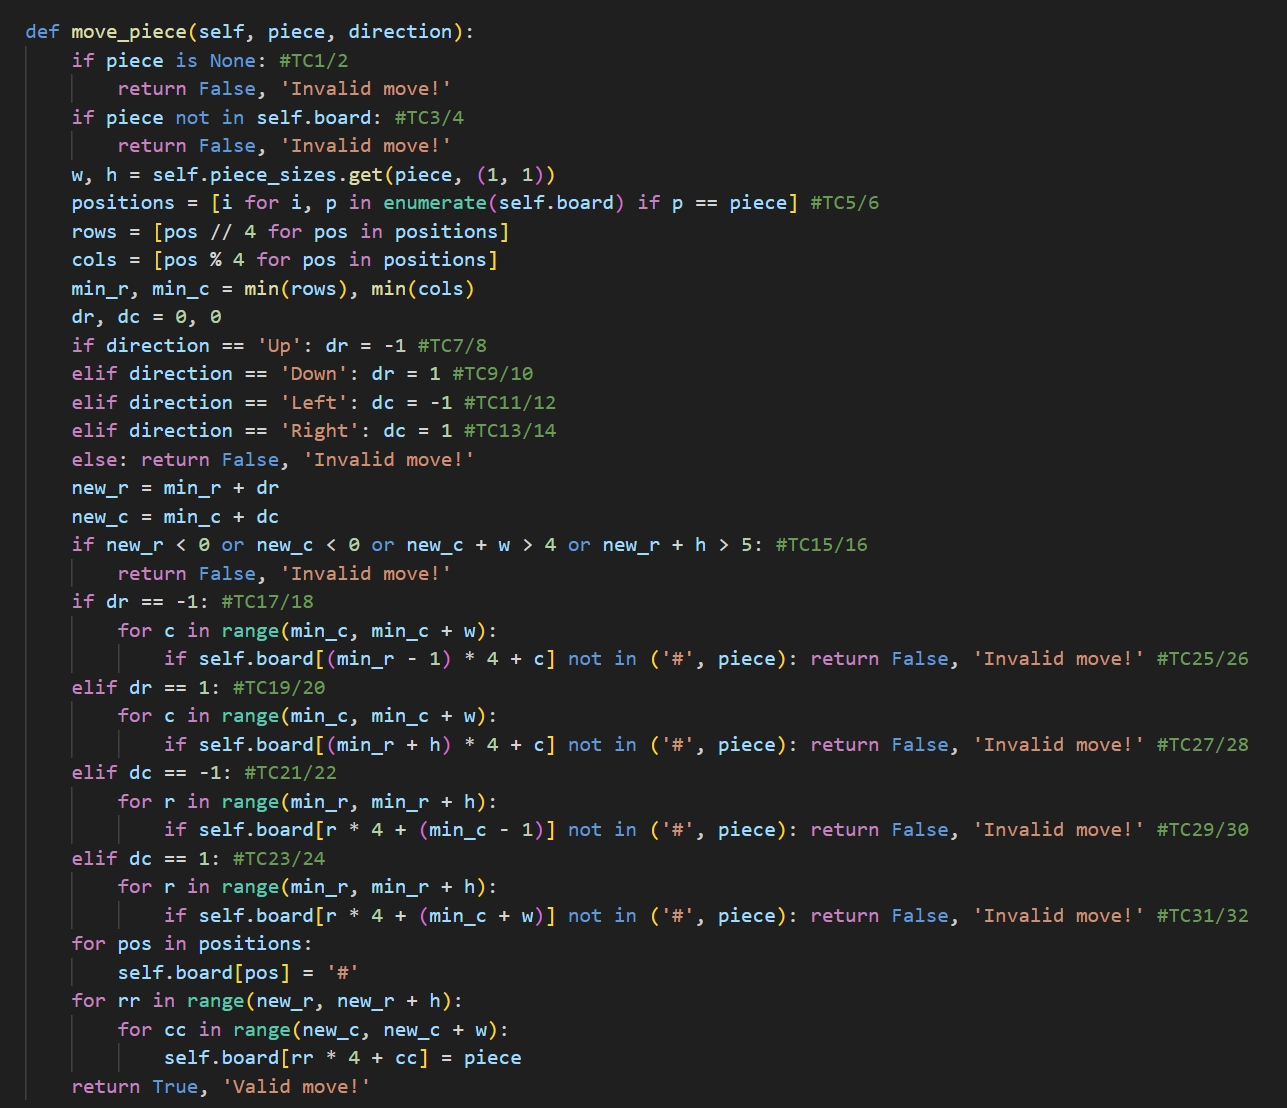 def move_piece(self, piece, direction):
    if piece is None: #TC1/2
        return False, 'Invalid move!'
    if piece not in self.board: #TC3/4
        return False, 'Invalid move!'
    w, h = self.piece_sizes.get(piece, (1, 1))
    positions = [i for i, p in enumerate(self.board) if p == piece] #TC5/6
    rows = [pos // 4 for pos in positions]
    cols = [pos % 4 for pos in positions]
    min_r, min_c = min(rows), min(cols)
    dr, dc = 0, 0
    if direction == 'Up': dr = -1 #TC7/8
    elif direction == 'Down': dr = 1 #TC9/10
    elif direction == 'Left': dc = -1 #TC11/12
    elif direction == 'Right': dc = 1 #TC13/14
    else: return False, 'Invalid move!'
    new_r = min_r + dr
    new_c = min_c + dc
    if new_r < 0 or new_c < 0 or new_c + w > 4 or new_r + h > 5: #TC15/16
        return False, 'Invalid move!'
    if dr == -1: #TC17/18
        for c in range(min_c, min_c + w):
            if self.board[(min_r - 1) * 4 + c] not in ('#', piece): return False, 'Invalid move!' #TC25/26
    elif dr == 1: #TC19/20
        for c in range(min_c, min_c + w):
            if self.board[(min_r + h) * 4 + c] not in ('#', piece): return False, 'Invalid move!' #TC27/28
    elif dc == -1: #TC21/22
        for r in range(min_r, min_r + h):
            if self.board[r * 4 + (min_c - 1)] not in ('#', piece): return False, 'Invalid move!' #TC29/30
    elif dc == 1: #TC23/24
        for r in range(min_r, min_r + h):
            if self.board[r * 4 + (min_c + w)] not in ('#', piece): return False, 'Invalid move!' #TC31/32
    for pos in positions:
        self.board[pos] = '#'
    for rr in range(new_r, new_r + h):
        for cc in range(new_c, new_c + w):
            self.board[rr * 4 + cc] = piece
    return True, 'Valid move!'